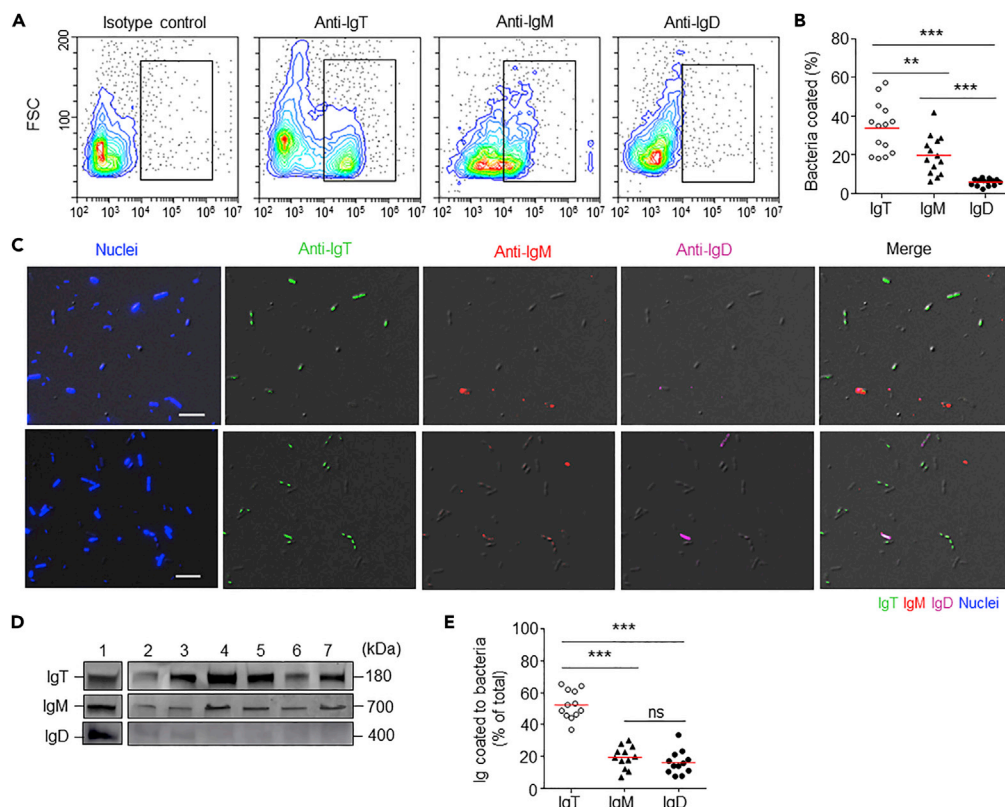 A
Isotype control Anti-IgT Anti-IgM Anti-IgD
FSC
200
100
10² 10³ 10⁴ 10⁵ 10⁶ 10⁷ 10² 10³ 10⁴ 10⁵ 10⁶ 10⁷ 10² 10³ 10⁴ 10⁵ 10⁶ 10⁷ 10² 10³ 10⁴ 10⁵ 10⁶ 10⁷
B
Bacteria coated (%)
80
60
40
20
0
***
** 
***
IgT IgM IgD
C
Nuclei Anti-IgT Anti-IgM Anti-IgD Merge
IgT IgM IgD Nuclei
D
1 2 3 4 5 6 7 (kDa)
IgT 180
IgM 700
IgD 400
E
Ig coated to bacteria
(% of total)
100
80
60
40
20
0
***
***
ns
IgT IgM IgD